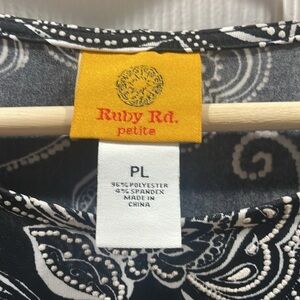 Ruby Rd.
petite
PL
96% POLYESTER
4% SPANDEX
MADE IN
CHINA